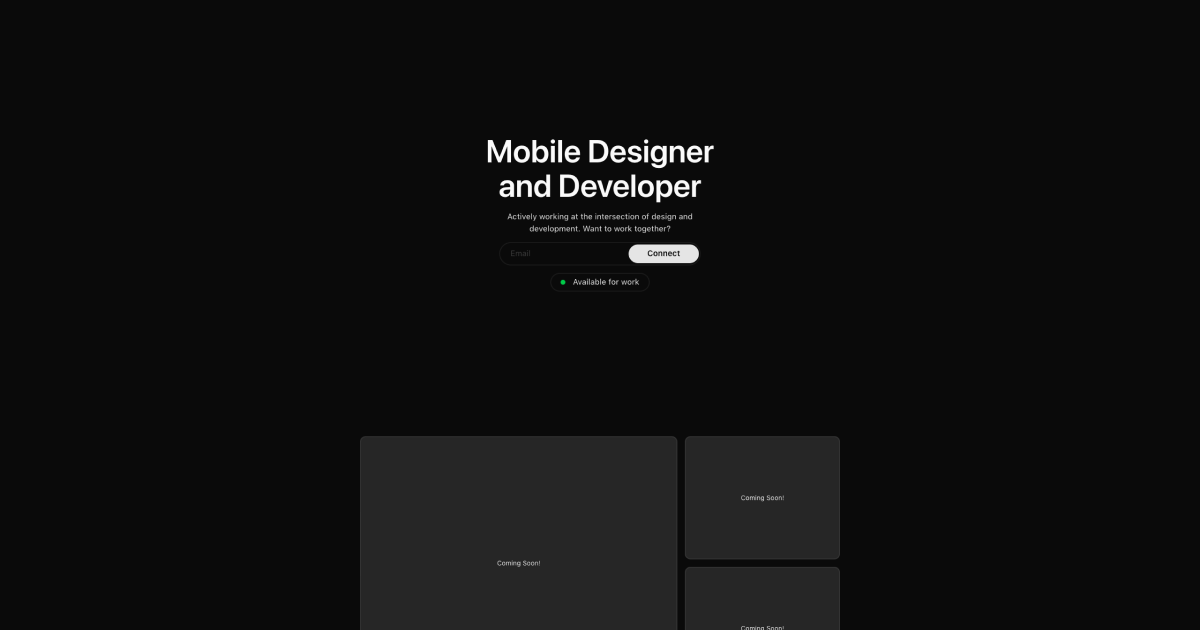 Mobile Designer
and Developer
Actively working at the intersection of design and
development. Want to work together?
Email
Connect
Available for work
Coming Soon!
Coming Soon!
Coming Soon!